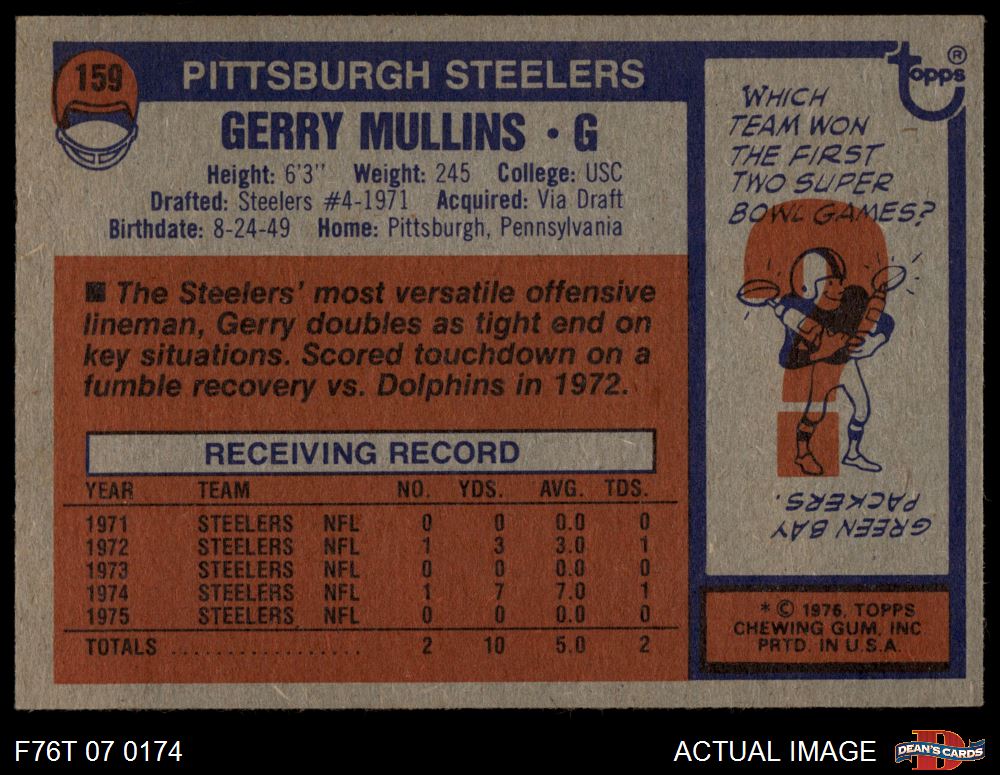 159
PITTSBURGH STEELERS
GERRY MULLINS • G
Height: 6'3" Weight: 245 College: USC
Drafted: Steelers #4-1971 Acquired: Via Draft
Birthdate: 8-24-49 Home: Pittsburgh, Pennsylvania
■ The Steelers' most versatile offensive
lineman, Gerry doubles as tight end on
key situations. Scored touchdown on a
fumble recovery vs. Dolphins in 1972.
RECEIVING RECORD
YEAR TEAM NO. YDS. AVG. TDS.
1971 STEELERS NFL 0 0 0.0 0
1972 STEELERS NFL 1 3 3.0 1
1973 STEELERS NFL 0 0 0.0 0
1974 STEELERS NFL 1 7 7.0 1
1975 STEELERS NFL 0 0 0.0 0
TOTALS .................. 2 10 5.0 2
topps ®
WHICH
TEAM WON
THE FIRST
TWO SUPER
BOWL GAMES?
?
GREEN BAY
PACKERS.
* © 1976, TOPPS
CHEWING GUM, INC
PRTD. IN U.S.A.
F76T 07 0174
ACTUAL IMAGE
DEAN'S CARDS